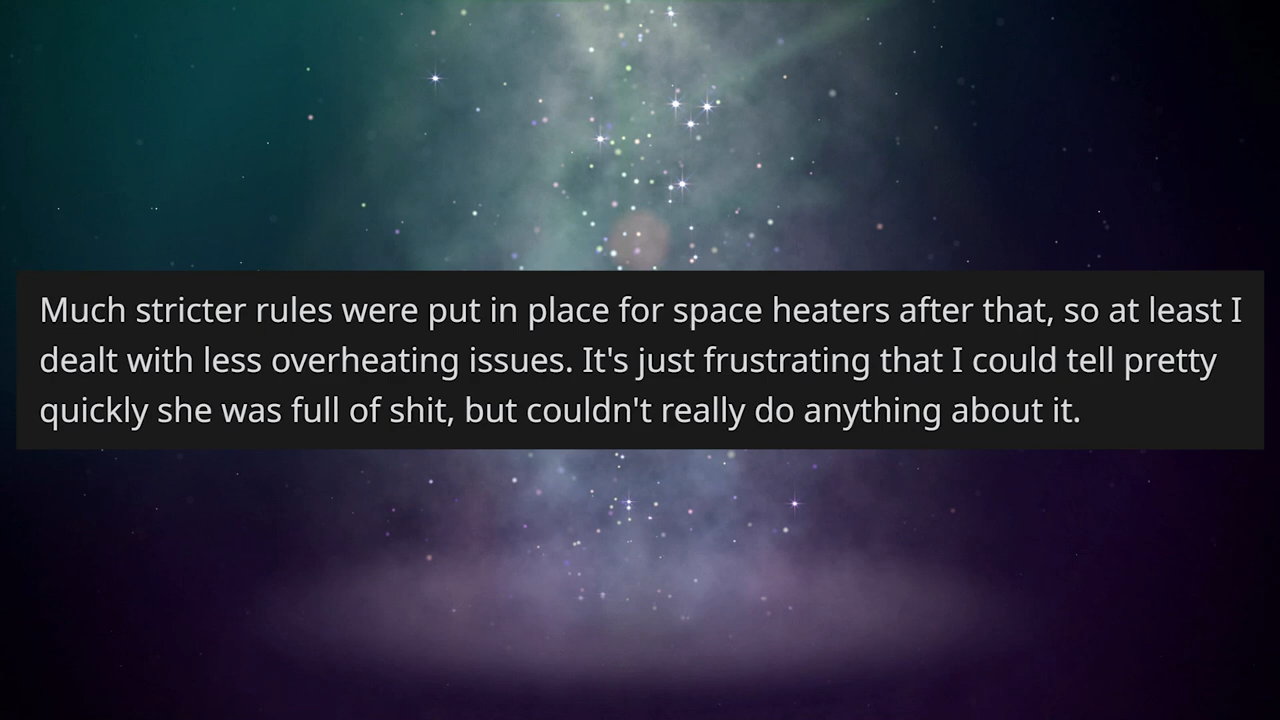 Much stricter rules were put in place for space heaters after that, so at least I
dealt with less overheating issues. It's just frustrating that I could tell pretty
quickly she was full of shit, but couldn't really do anything about it.